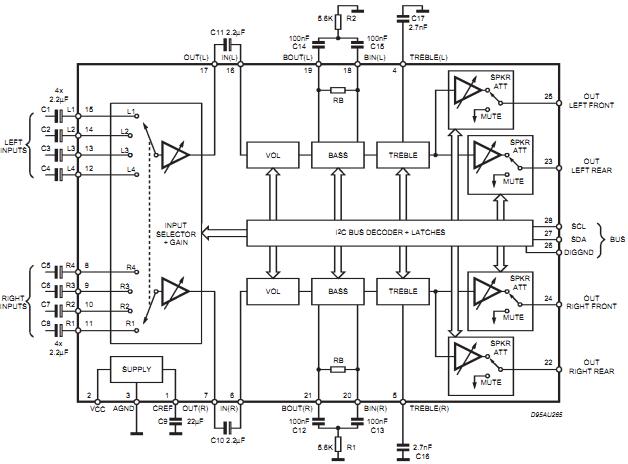 C11 2.2µF
5.6K R2
100nF C14
100nF C15
C17 2.7nF
OUT(L) IN(L) BOUT(L) BIN(L) TREBLE(L)
17 16 19 18 4
4x 2.2µF
C1 L1 15
C2 L2 14
C3 L3 13
C4 L4 12
LEFT INPUTS
L1
L2
L3
L4
RB
SPKR ATT
MUTE
25 OUT LEFT FRONT
VOL BASS TREBLE
SPKR ATT
MUTE
23 OUT LEFT REAR
INPUT SELECTOR + GAIN
I²C BUS DECODER + LATCHES
28 SCL
27 SDA
26 DIGGND
BUS
C5 R4 8
C6 R3 9
C7 R2 10
C8 R1 11
RIGHT INPUTS
4x 2.2µF
R4
R3
R2
R1
VOL BASS TREBLE
SPKR ATT
MUTE
24 OUT RIGHT FRONT
RB
SPKR ATT
MUTE
22 OUT RIGHT REAR
SUPPLY
2 3 1 7 6 21 20 5
VCC AGND CREF OUT(R) IN(R) BOUT(R) BIN(R) TREBLE(R)
D95AU265
C9 22µF
C10 2.2µF
100nF C12
100nF C13
5.6K R1
2.7nF C16